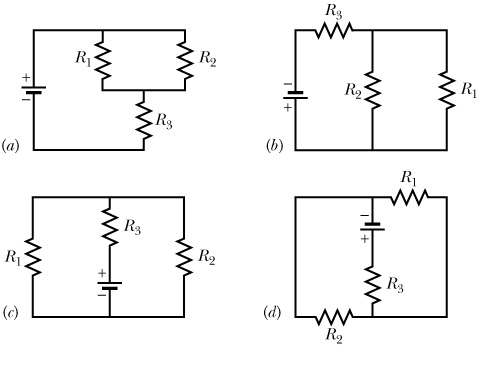 R1 R2
+
−
R3
(a)
R3
−
+
R2 R1
(b)
R1 R3 R2
+
−
(c)
R1
−
+
R3
R2
(d)